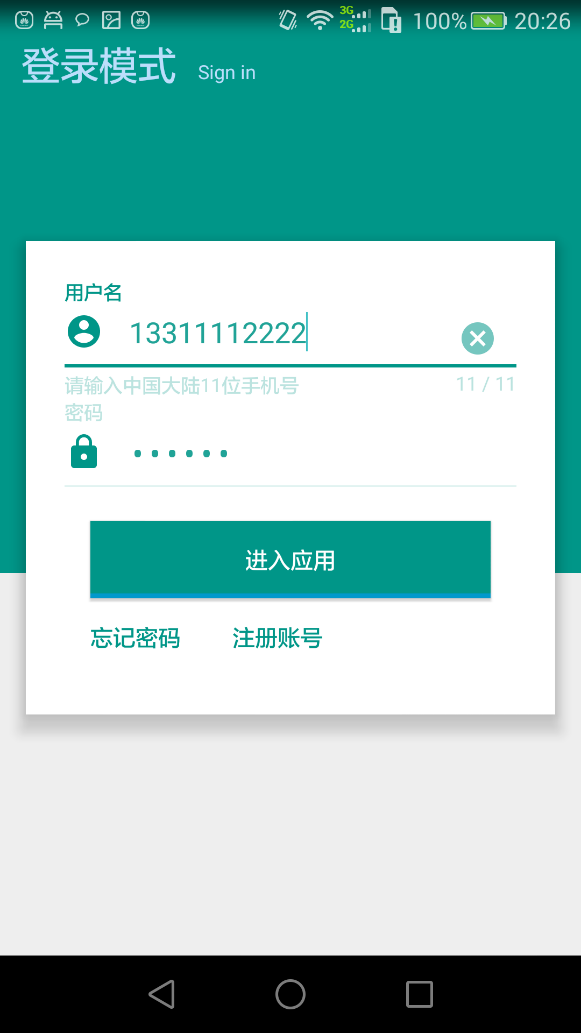 3G
2G
100%
20:26
登录模式 Sign in
用户名
13311112222
请输入中国大陆11位手机号 11 / 11
密码
••••••
进入应用
忘记密码 注册账号